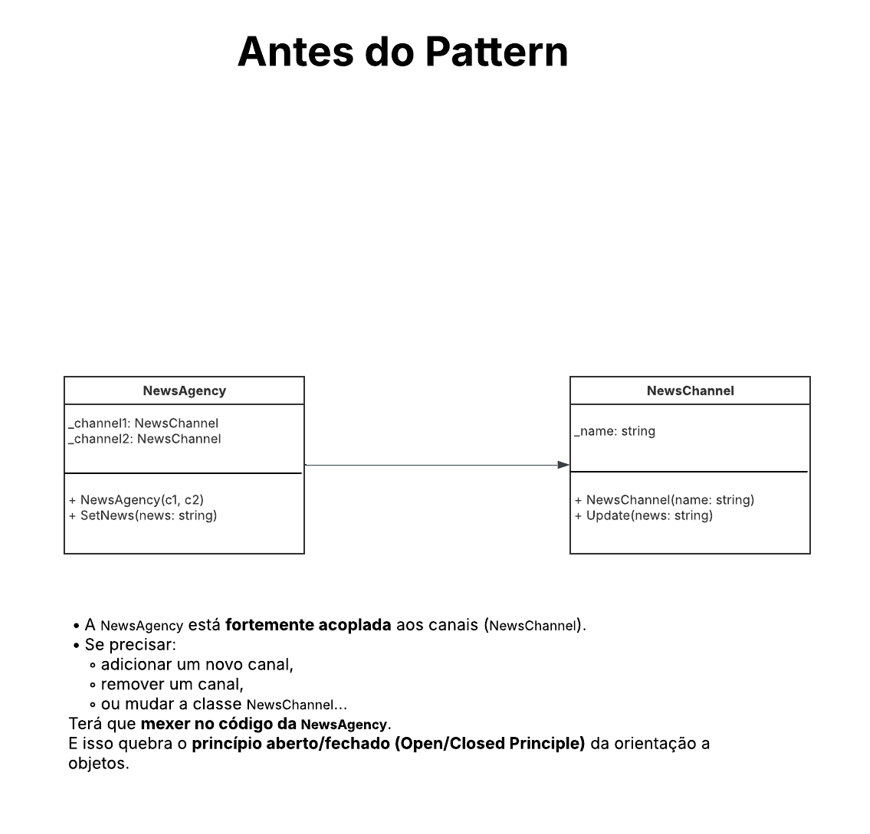 Antes do Pattern
NewsAgency
_channel1: NewsChannel
_channel2: NewsChannel
+ NewsAgency(c1, c2)
+ SetNews(news: string)
NewsChannel
_name: string
+ NewsChannel(name: string)
+ Update(news: string)
• A NewsAgency está fortemente acoplada aos canais (NewsChannel).
• Se precisar:
∘ adicionar um novo canal,
∘ remover um canal,
∘ ou mudar a classe NewsChannel...
Terá que mexer no código da NewsAgency.
E isso quebra o princípio aberto/fechado (Open/Closed Principle) da orientação a
objetos.